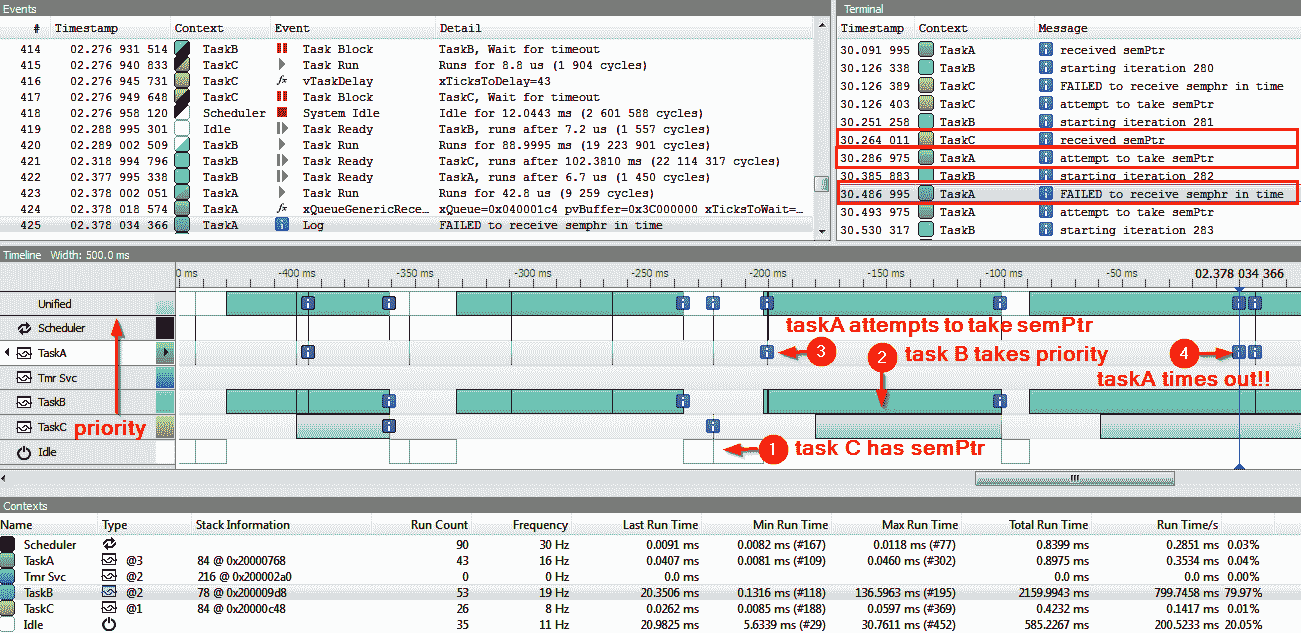 Events
# Timestamp Context Event Detail
414 02.276 931 514 TaskB Task Block TaskB, Wait for timeout
415 02.276 940 833 TaskC Task Run Runs for 8.8 us (1 904 cycles)
416 02.276 945 731 TaskC fx vTaskDelay xTicksToDelay=43
417 02.276 949 648 TaskC Task Block TaskC, Wait for timeout
418 02.276 958 120 Scheduler System Idle Idle for 12.0443 ms (2 601 588 cycles)
419 02.288 995 301 Idle Task Ready TaskB, runs after 7.2 us (1 557 cycles)
420 02.289 002 509 TaskB Task Run Runs for 88.9995 ms (19 223 901 cycles)
421 02.318 994 796 TaskB Task Ready TaskC, runs after 102.3810 ms (22 114 317 cycles)
422 02.377 995 338 TaskB Task Ready TaskA, runs after 6.7 us (1 450 cycles)
423 02.378 002 051 TaskA Task Run Runs for 42.8 us (9 259 cycles)
424 02.378 018 574 TaskA fx xQueueGenericRece… xQueue=0x040001c4 pvBuffer=0x3C000000 xTicksToWait=…
425 02.378 034 366 TaskA Log FAILED to receive semphr in time
Terminal
Timestamp Context Message
30.091 995 TaskA received semPtr
30.126 338 TaskB starting iteration 280
30.126 389 TaskC FAILED to receive semphr in time
30.126 403 TaskC attempt to take semPtr
30.251 258 TaskB starting iteration 281
30.264 011 TaskC received semPtr
30.286 975 TaskA attempt to take semPtr
30.385 883 TaskB starting iteration 282
30.486 995 TaskA FAILED to receive semphr in time
30.493 975 TaskA attempt to take semPtr
30.530 317 TaskB starting iteration 283
Timeline Width: 500.0 ms
0 ms -400 ms -350 ms -300 ms -250 ms -200 ms -150 ms -100 ms -50 ms 02.378 034 366
Unified
Scheduler
taskA attempts to take semPtr
TaskA
3
2
task B takes priority
4
Tmr Svc
taskA times out!!
TaskB
TaskC
priority
Idle
1
task C has semPtr
Contexts
Name Type Stack Information Run Count Frequency Last Run Time Min Run Time Max Run Time Total Run Time Run Time/s
Scheduler 90 30 Hz 0.0091 ms 0.0082 ms (#167) 0.0118 ms (#77) 0.8399 ms 0.2851 ms 0.03%
TaskA @3 84 @ 0x20000768 43 16 Hz 0.0407 ms 0.0081 ms (#109) 0.0460 ms (#302) 0.8975 ms 0.3534 ms 0.04%
Tmr Svc @2 216 @ 0x200002a0 0 0 Hz 0.0 ms 0.0 ms 0.0 ms 0.00%
TaskB @2 78 @ 0x200009d8 53 19 Hz 20.3506 ms 0.1316 ms (#118) 136.5963 ms (#195) 2159.9943 ms 799.7458 ms 79.97%
TaskC @1 84 @ 0x20000c48 26 8 Hz 0.0262 ms 0.0085 ms (#188) 0.0597 ms (#369) 0.4232 ms 0.1417 ms 0.01%
Idle 35 11 Hz 20.9825 ms 5.6339 ms (#29) 30.7611 ms (#452) 585.2267 ms 200.5233 ms 20.05%